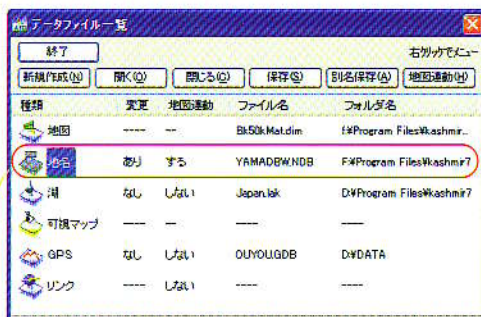 データファイル一覧
終了
右クリックでメニュー
新規作成(N) 開く(O) 閉じる(C) 保存(S) 別名保存(A) 地図連動(H)
種類 変更 地図連動 ファイル名 フォルダ名
地図 ---- -- Bk50kMat.dim f:¥Program Files¥kashmir..
地名 あり する YAMADBW.NDB F:¥Program Files¥kashmir7
湖 なし しない Japan.lak D:¥Program Files¥kashmir7
可視マップ ---- -- ---- ----
GPS なし しない OUYOU.GDB D:¥DATA
リンク ---- しない ---- ----